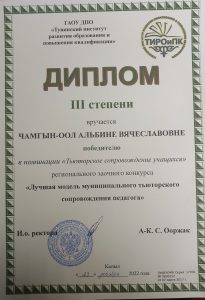 ГАОУ ДПО
«Тувинский институт
развития образования и
повышения квалификации»
ТИРОиПК
ДИПЛОМ
III степени
вручается
ЧАМГЫН-ООЛ АЛЬБИНЕ ВЯЧЕСЛАВОВНЕ
победителю
в номинации «Тьюторское сопровождение учащихся»
регионального заочного конкурса
«Лучшая модель муниципального тьюторского
сопровождения педагога»
И.о. ректора
А-К. С. Ооржак
Кызыл
2022 года